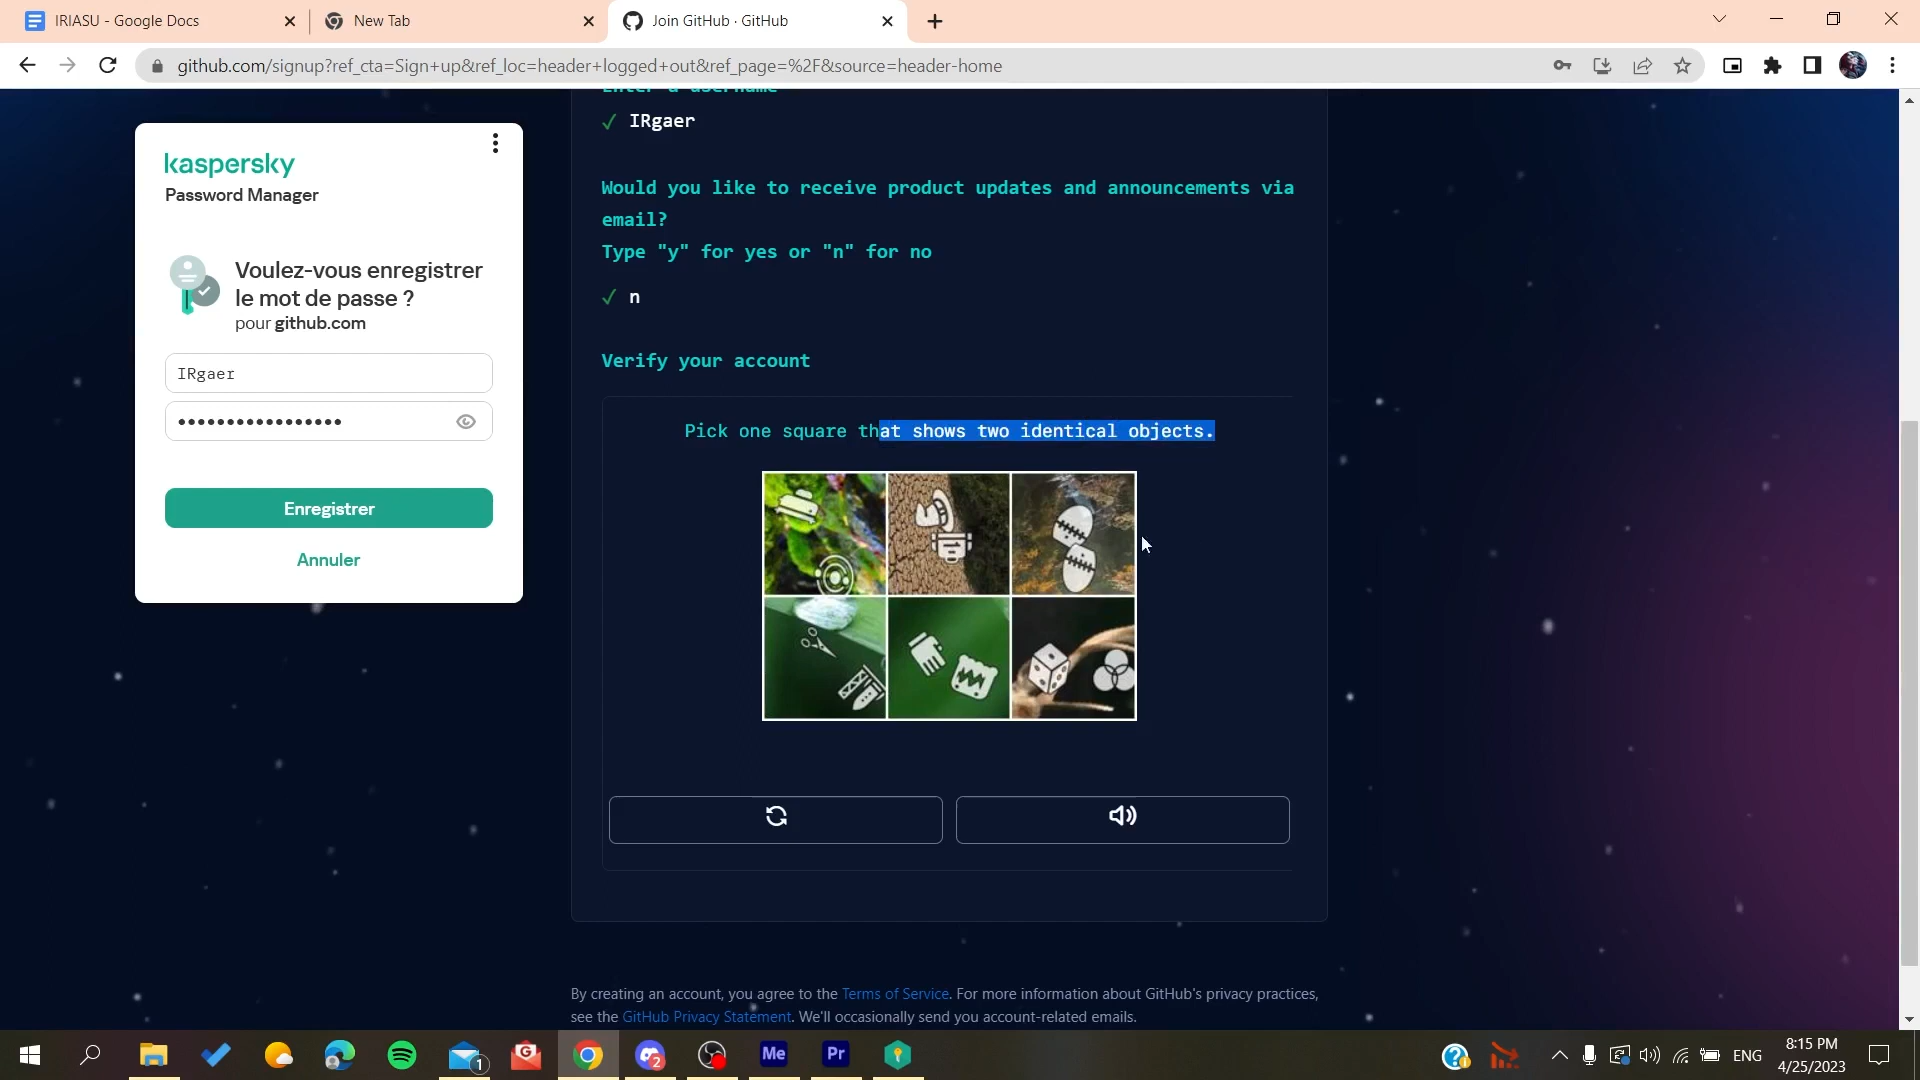 IRIASU - Google Docs
New Tab
Join GitHub · GitHub
github.com/signup?ref_cta=Sign+up&ref_loc=header+logged+out&ref_page=%2F&source=header-home
Enter a username
✓ IRgaer
Would you like to receive product updates and announcements via
email?
Type "y" for yes or "n" for no
✓ n
Verify your account
Pick one square that shows two identical objects.
kaspersky
Password Manager
Voulez-vous enregistrer
le mot de passe ?
pour github.com
IRgaer
•••••••••••••••••
Enregistrer
Annuler
By creating an account, you agree to the Terms of Service. For more information about GitHub's privacy practices,
see the GitHub Privacy Statement. We'll occasionally send you account-related emails.
1
G
2
Me
Pr
ENG
8:15 PM
4/25/2023